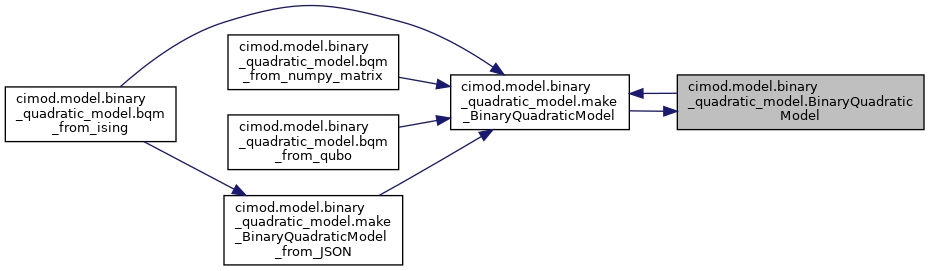 cimod.model.binary
_quadratic_model.bqm
_from_ising
cimod.model.binary
_quadratic_model.bqm
_from_numpy_matrix
cimod.model.binary
_quadratic_model.bqm
_from_qubo
cimod.model.binary
_quadratic_model.make
_BinaryQuadraticModel
_from_JSON
cimod.model.binary
_quadratic_model.make
_BinaryQuadraticModel
cimod.model.binary
_quadratic_model.BinaryQuadratic
Model